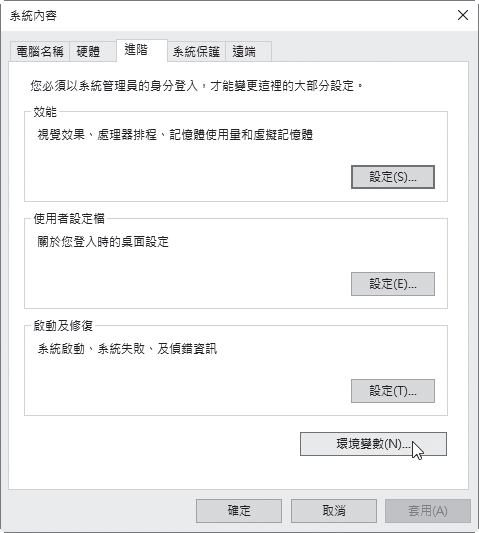 系統內容
電腦名稱 硬體 進階 系統保護 遠端
您必須以系統管理員的身分登入，才能變更這裡的大部分設定。
效能
視覺效果、處理器排程、記憶體使用量和虛擬記憶體
設定(S)...
使用者設定檔
關於您登入時的桌面設定
設定(E)...
啟動及修復
系統啟動、系統失敗、及偵錯資訊
設定(T)...
環境變數(N)...
確定 取消 套用(A)